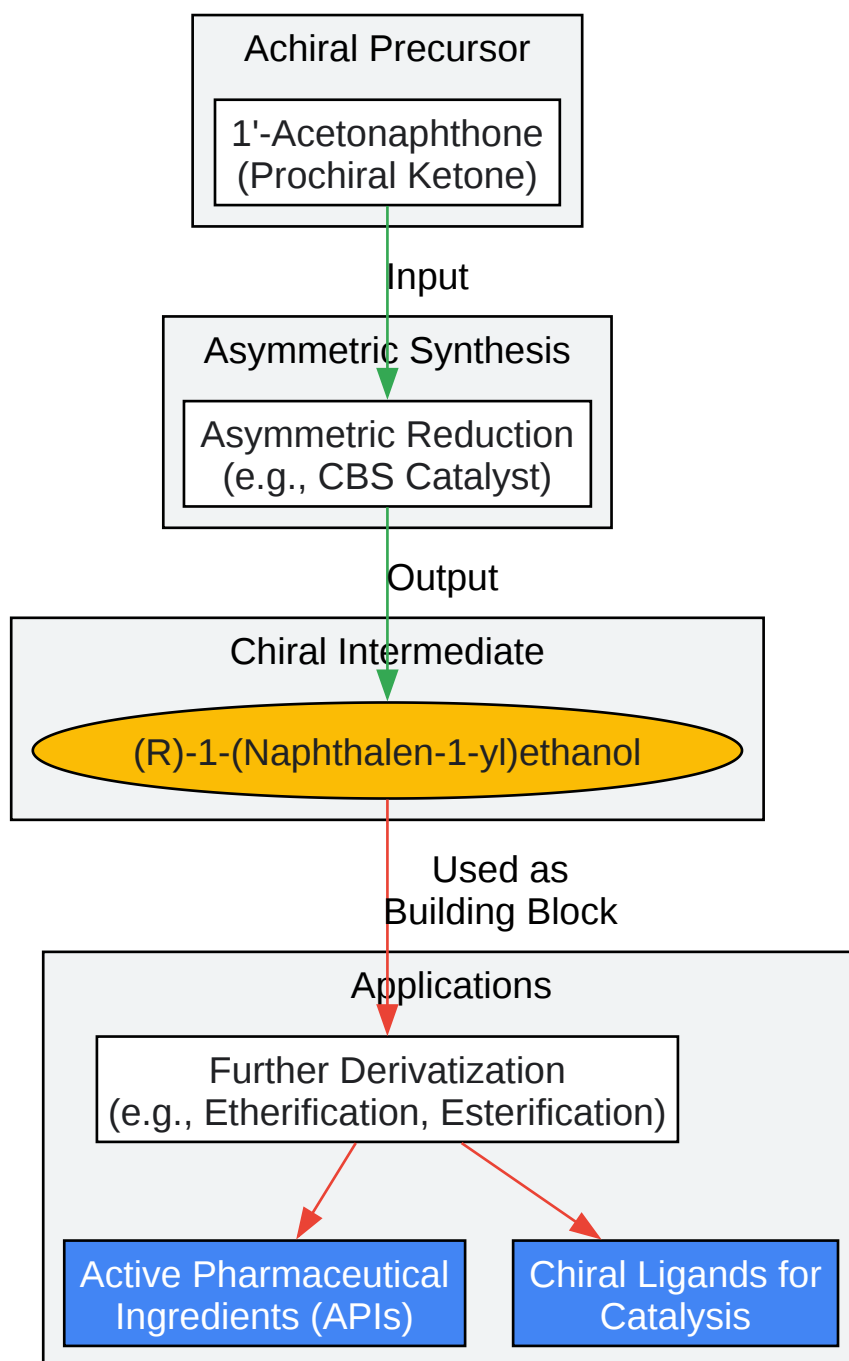 Achiral Precursor
1'-Acetonaphthone
(Prochiral Ketone)
Input
Asymmetric Synthesis
Asymmetric Reduction
(e.g., CBS Catalyst)
Output
Chiral Intermediate
(R)-1-(Naphthalen-1-yl)ethanol
Used as
Building Block
Applications
Further Derivatization
(e.g., Etherification, Esterification)
Active Pharmaceutical
Ingredients (APIs)
Chiral Ligands for
Catalysis